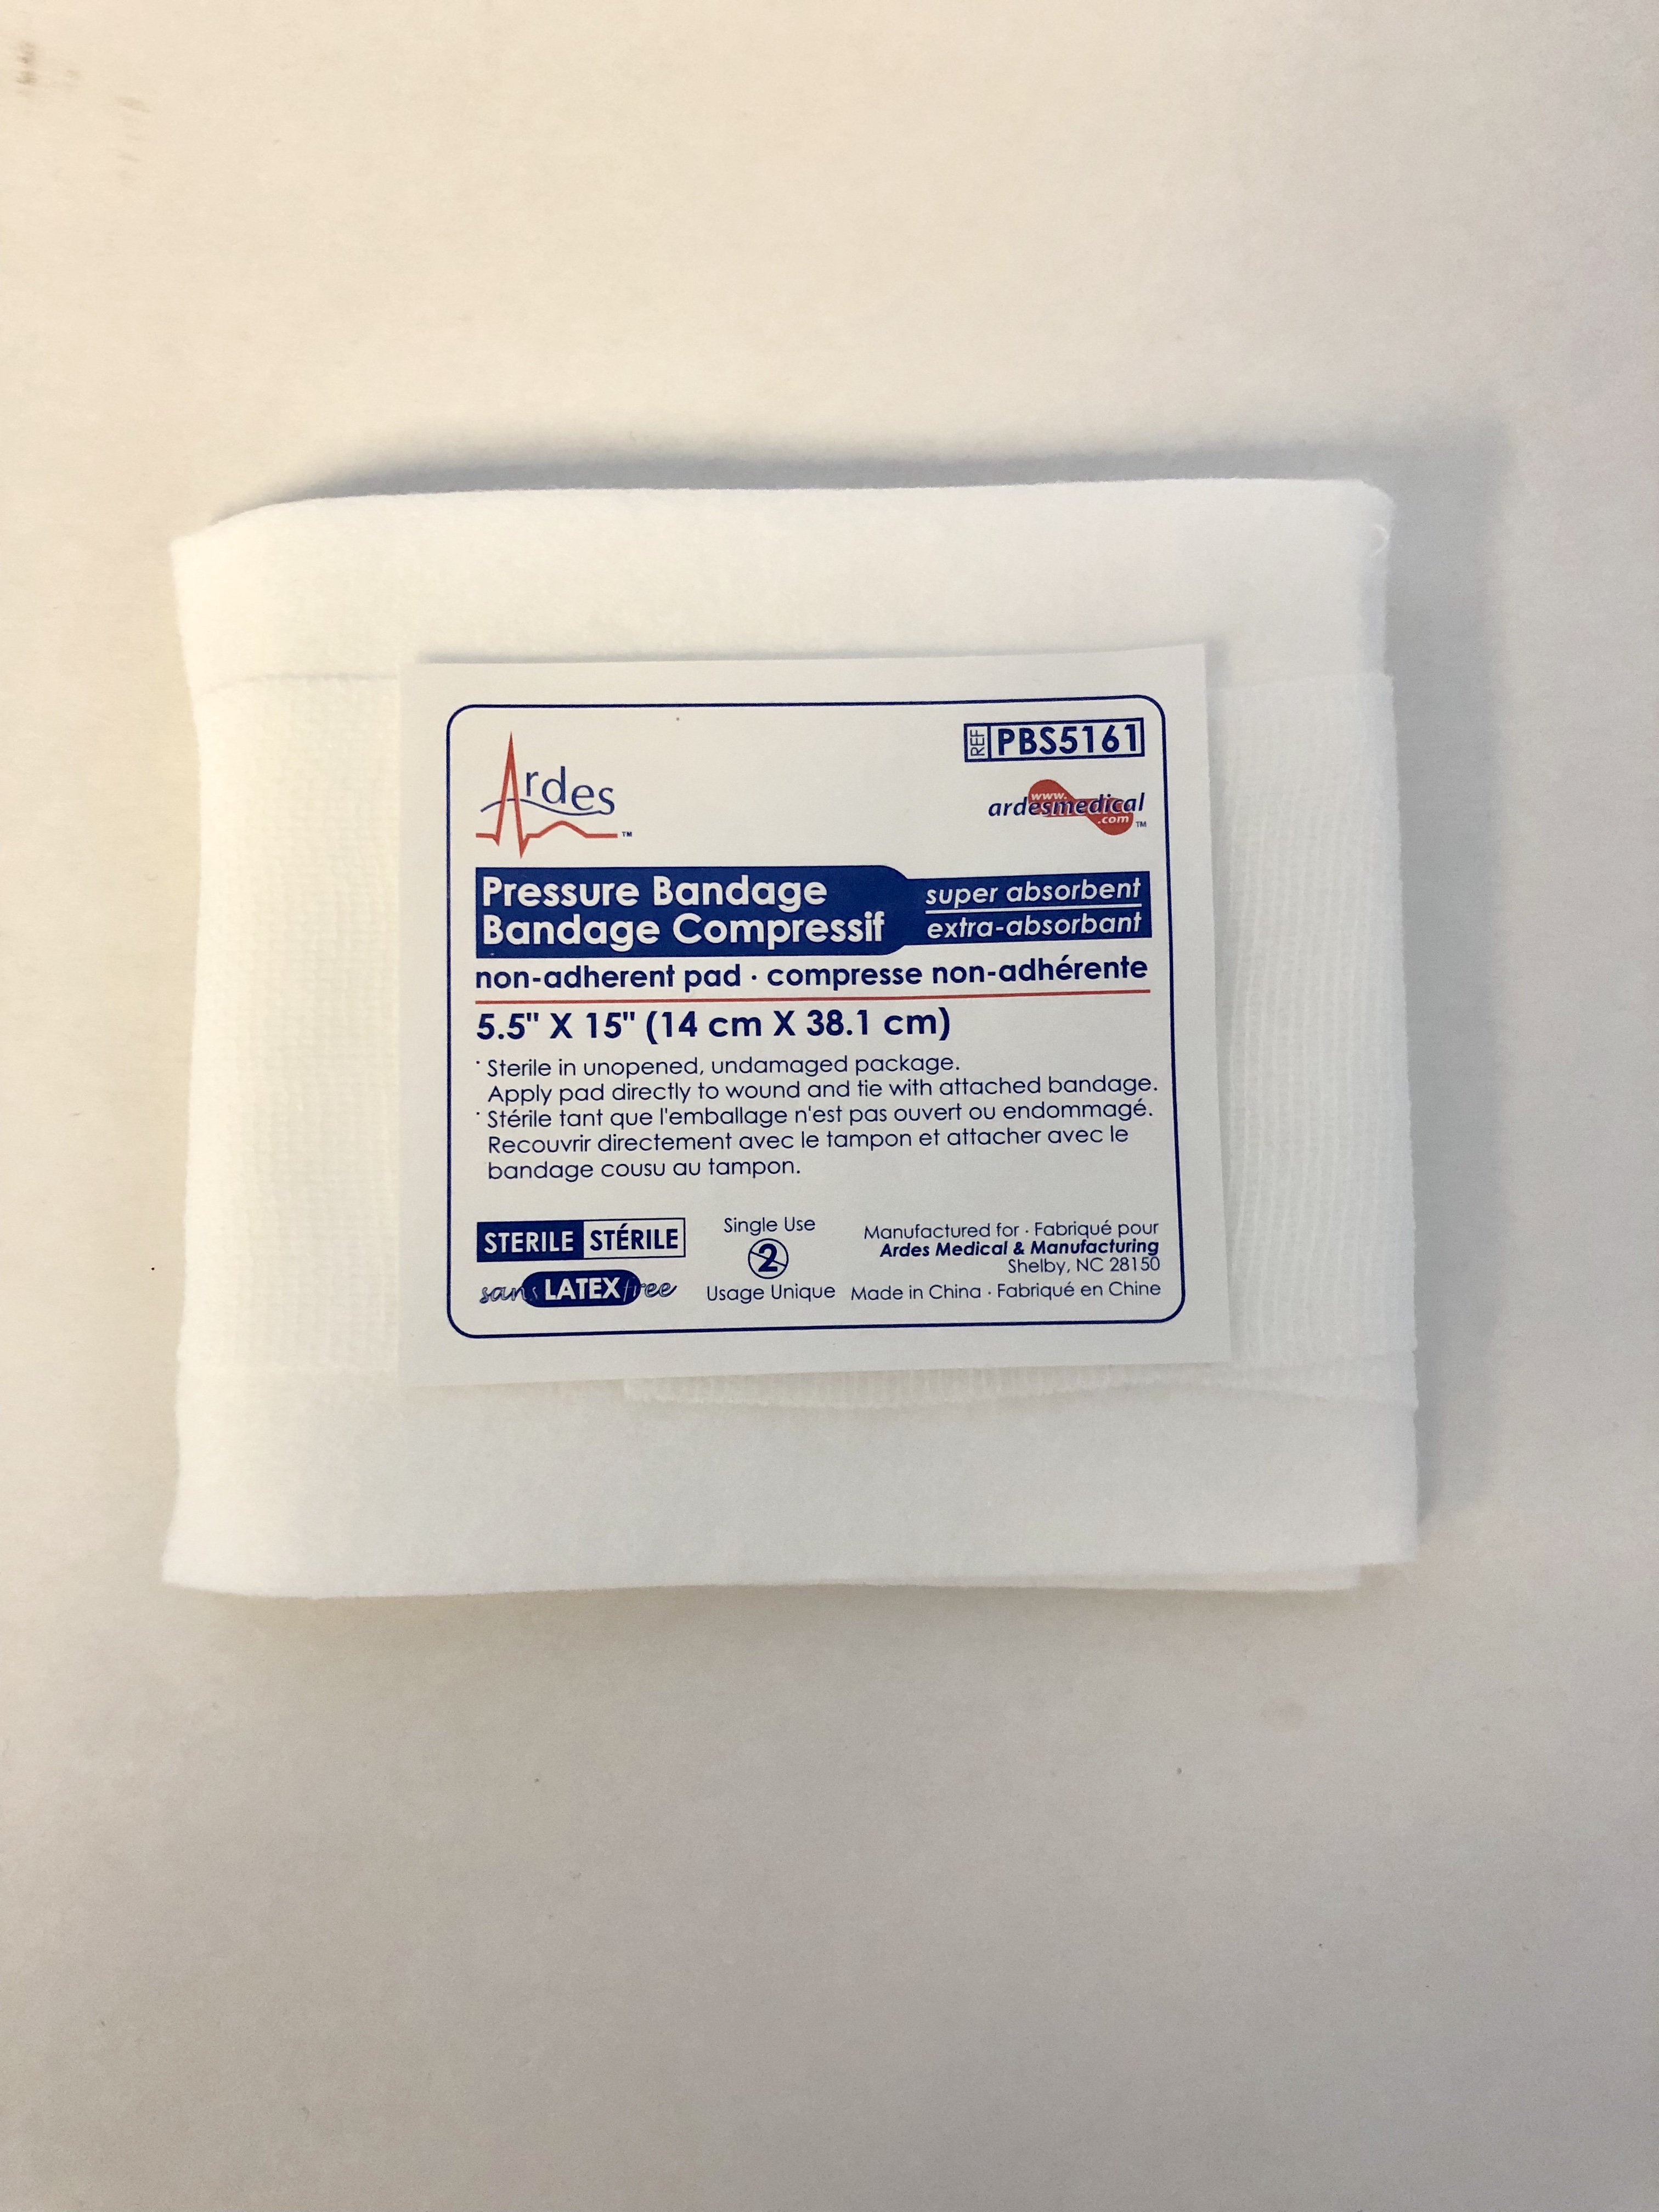 Ardes ™
REF PBS5161
www.
ardesmedical
.com ™
Pressure Bandage
Bandage Compressif
super absorbent
extra-absorbant
non-adherent pad · compresse non-adhérente
5.5" X 15" (14 cm X 38.1 cm)
· Sterile in unopened, undamaged package.
Apply pad directly to wound and tie with attached bandage.
· Stérile tant que l'emballage n'est pas ouvert ou endommagé.
Recouvrir directement avec le tampon et attacher avec le
bandage cousu au tampon.
STERILE STÉRILE
sans LATEX free
Single Use
2
Usage Unique
Manufactured for · Fabriqué pour
Ardes Medical & Manufacturing
Shelby, NC 28150
Made in China · Fabriqué en Chine